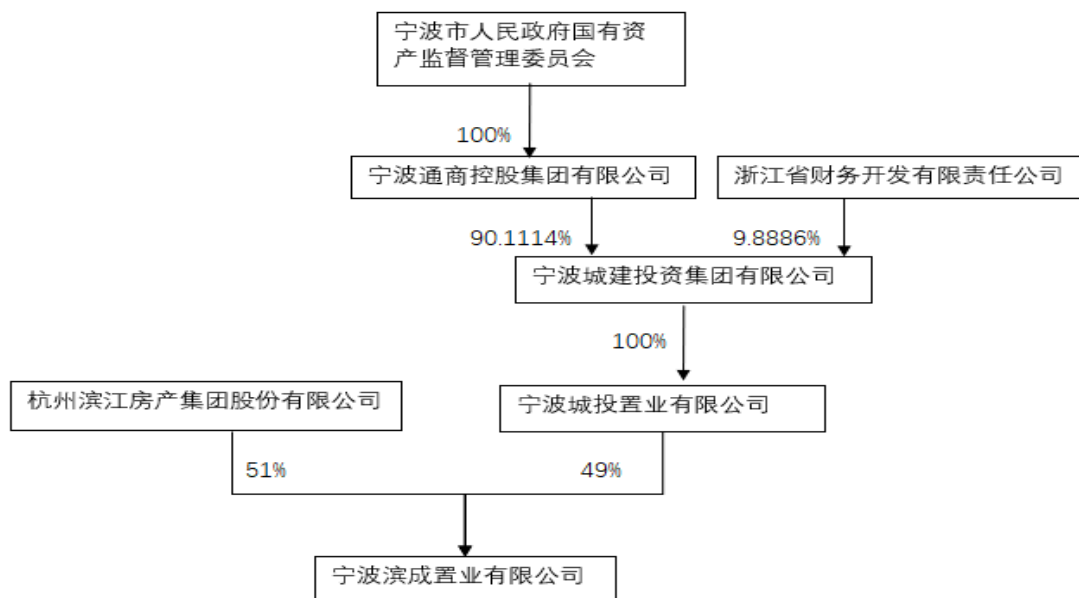 宁波市人民政府国有资
产监督管理委员会
100%
宁波通商控股集团有限公司
浙江省财务开发有限责任公司
90.1114%
9.8886%
宁波城建投资集团有限公司
100%
杭州滨江房产集团股份有限公司
宁波城投置业有限公司
51%
49%
宁波滨成置业有限公司